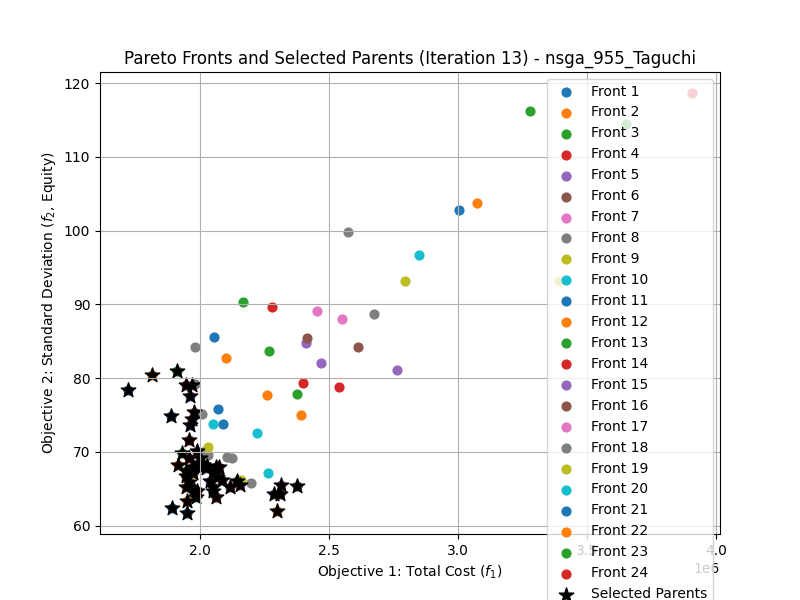 Pareto Fronts and Selected Parents (Iteration 13) - nsga_955_Taguchi
Objective 2: Standard Deviation (f₂, Equity)
120
110
100
90
80
70
60
2.0
2.5
3.0
3.5
4.0
1e6
Objective 1: Total Cost (f₁)
Front 1
Front 2
Front 3
Front 4
Front 5
Front 6
Front 7
Front 8
Front 9
Front 10
Front 11
Front 12
Front 13
Front 14
Front 15
Front 16
Front 17
Front 18
Front 19
Front 20
Front 21
Front 22
Front 23
Front 24
Selected Parents